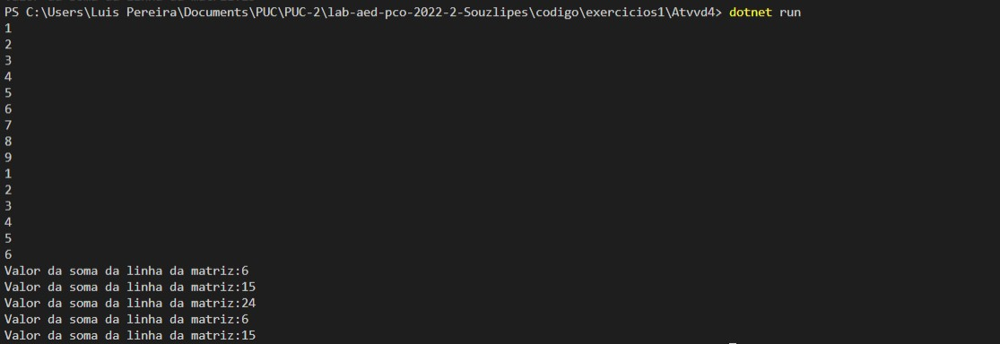 PS C:\Users\Luis Pereira\Documents\PUC\PUC-2\lab-aed-pco-2022-2-Souzlipes\codigo\exercicios1\Atvvd4> dotnet run
1
2
3
4
5
6
7
8
9
1
2
3
4
5
6
Valor da soma da linha da matriz:6
Valor da soma da linha da matriz:15
Valor da soma da linha da matriz:24
Valor da soma da linha da matriz:6
Valor da soma da linha da matriz:15